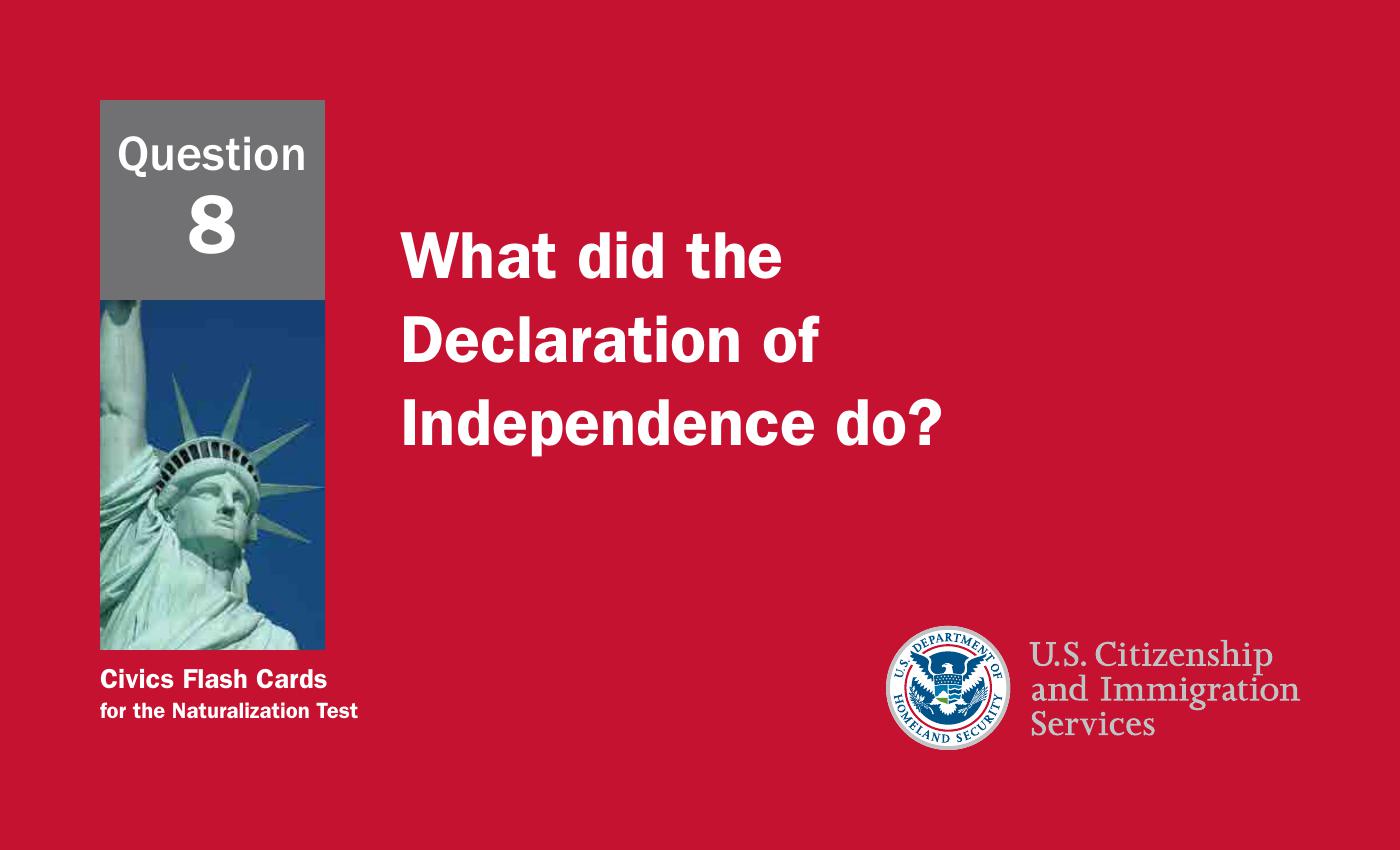 Question
8
What did the
Declaration of
Independence do?
Civics Flash Cards
for the Naturalization Test
U.S. DEPARTMENT OF
HOMELAND SECURITY
U.S. Citizenship
and Immigration
Services